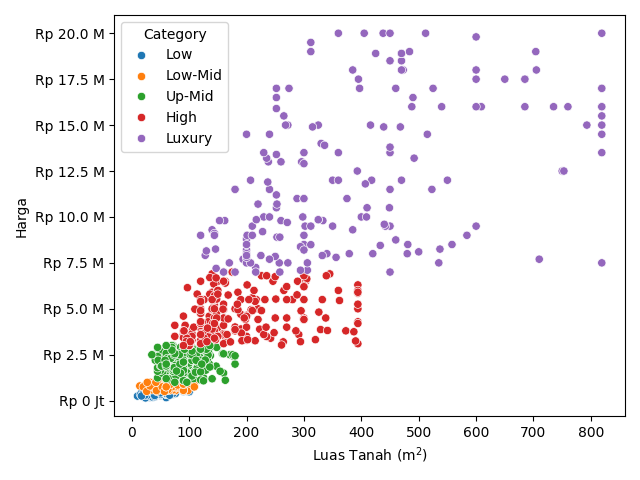 Category
Low
Low-Mid
Up-Mid
High
Luxury
Rp 20.0 M
Rp 17.5 M
Rp 15.0 M
Rp 12.5 M
Rp 10.0 M
Rp 7.5 M
Rp 5.0 M
Rp 2.5 M
Rp 0 Jt
Harga
0 100 200 300 400 500 600 700 800
Luas Tanah (m²)